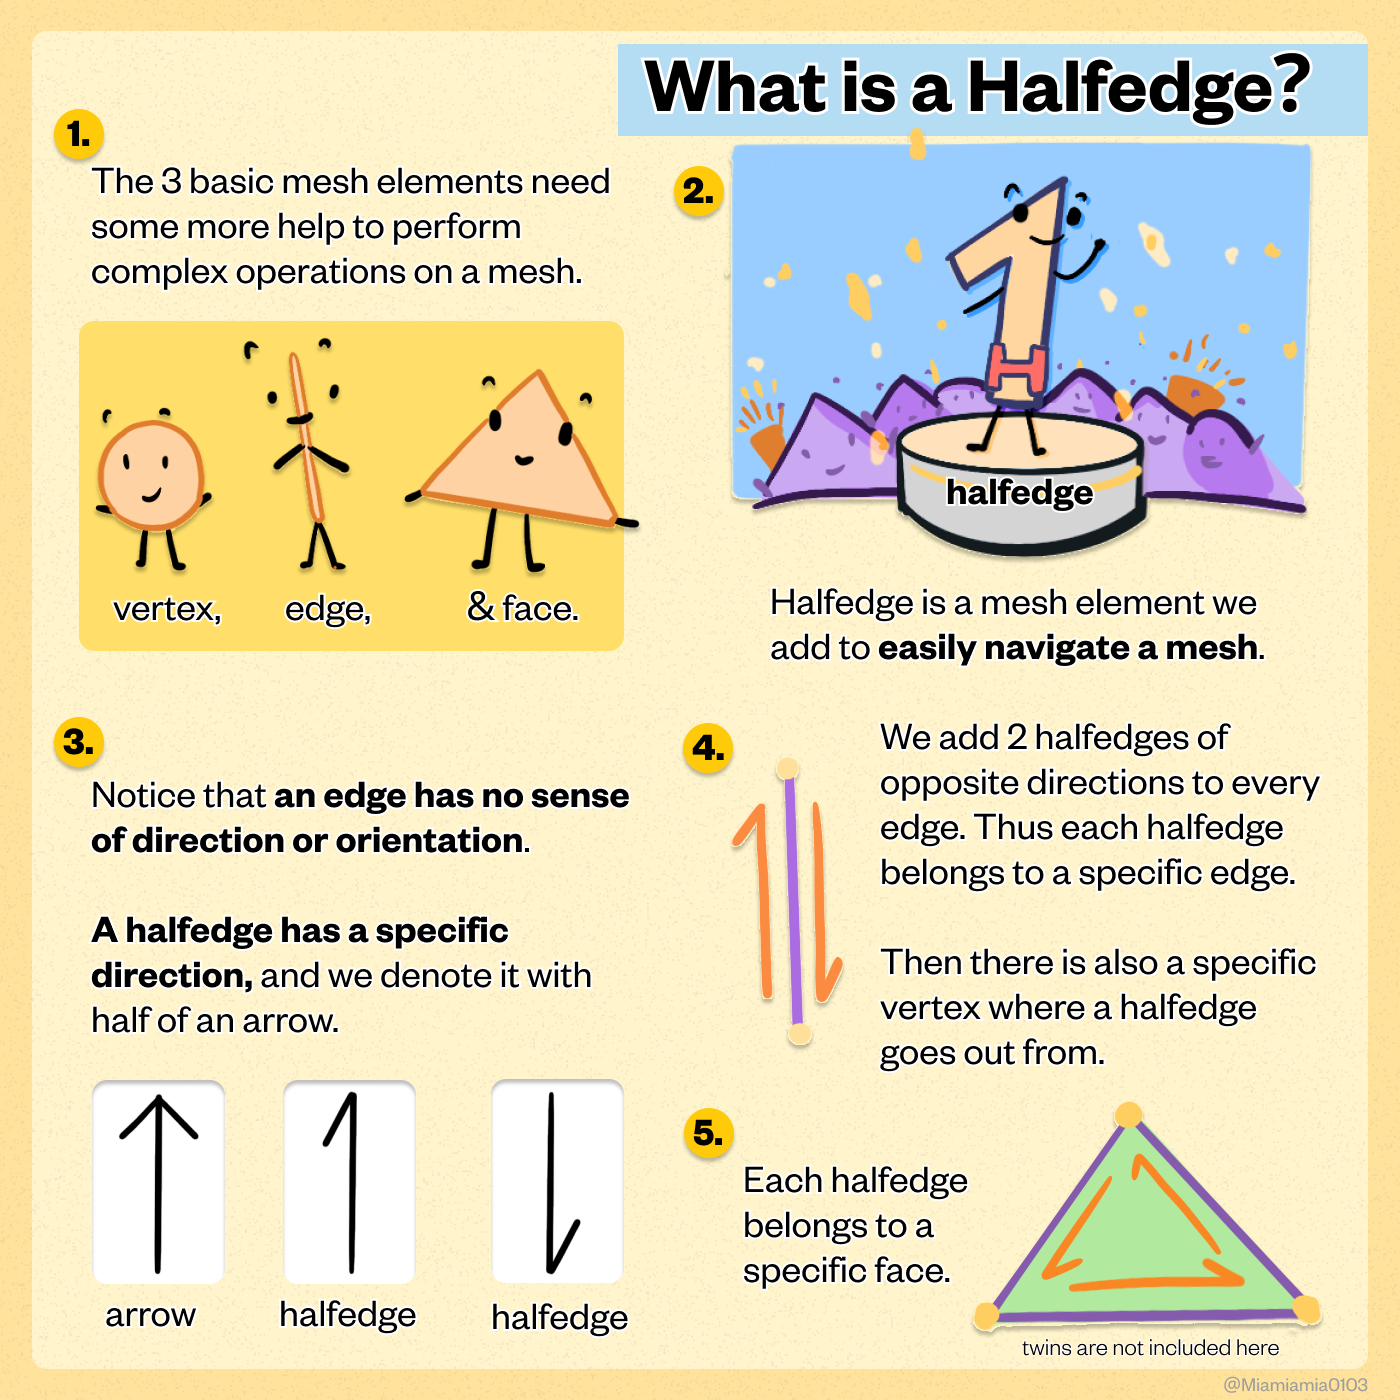 What is a Halfedge?
1.
The 3 basic mesh elements need
some more help to perform
complex operations on a mesh.
vertex,
edge,
& face.
2.
halfedge
Halfedge is a mesh element we
add to easily navigate a mesh.
3.
Notice that an edge has no sense
of direction or orientation.
A halfedge has a specific
direction, and we denote it with
half of an arrow.
arrow
halfedge
halfedge
4.
We add 2 halfedges of
opposite directions to every
edge. Thus each halfedge
belongs to a specific edge.
Then there is also a specific
vertex where a halfedge
goes out from.
5.
Each halfedge
belongs to a
specific face.
twins are not included here
@Miamiamia0103